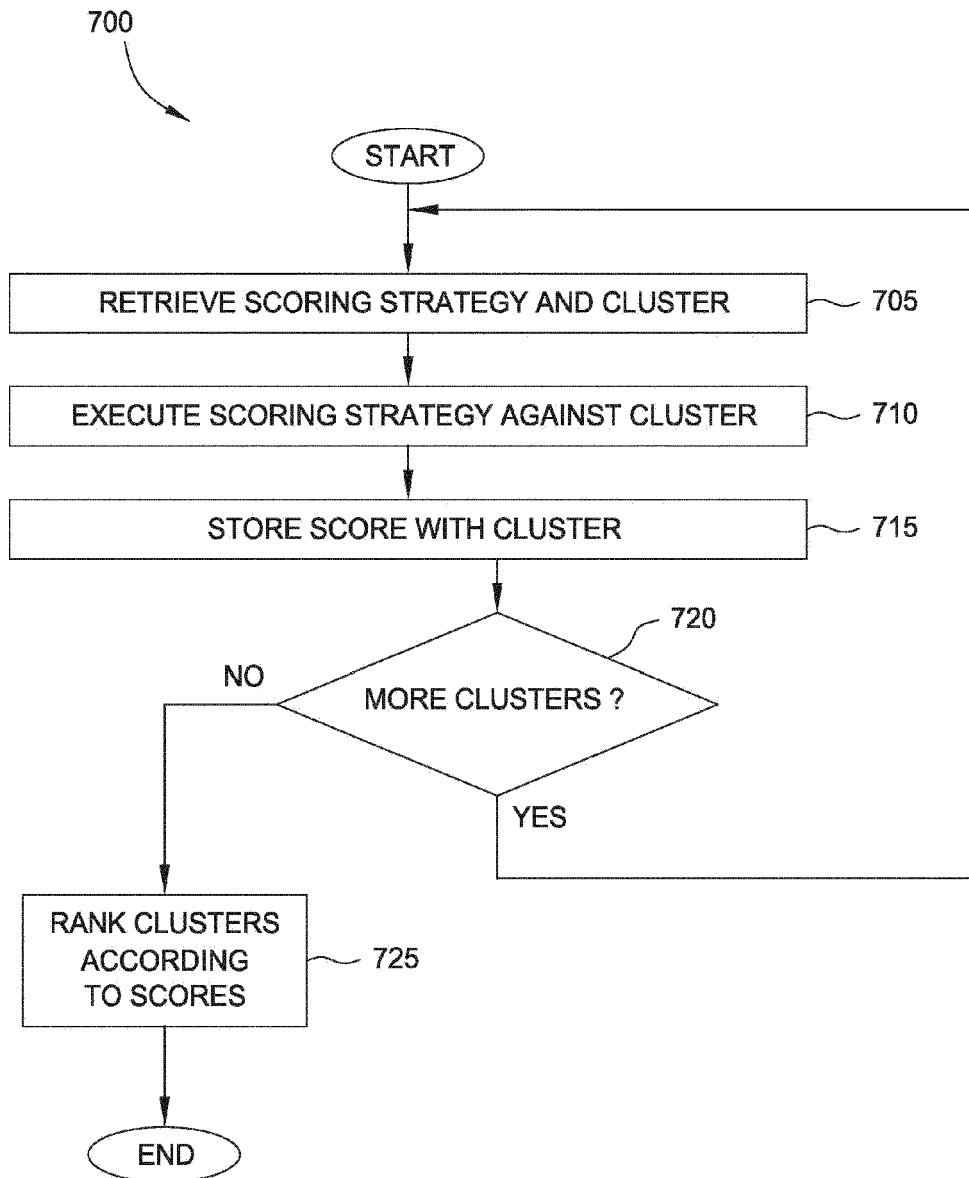 700
START
RETRIEVE SCORING STRATEGY AND CLUSTER
705
EXECUTE SCORING STRATEGY AGAINST CLUSTER
710
STORE SCORE WITH CLUSTER
715
720
NO
MORE CLUSTERS ?
YES
RANK CLUSTERS
ACCORDING
TO SCORES
725
END